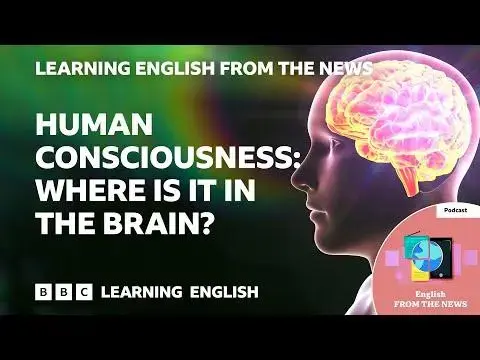 LEARNING ENGLISH FROM THE NEWS
HUMAN
CONSCIOUSNESS:
WHERE IS IT IN
THE BRAIN?
BBC LEARNING ENGLISH
Podcast
English
FROM THE NEWS